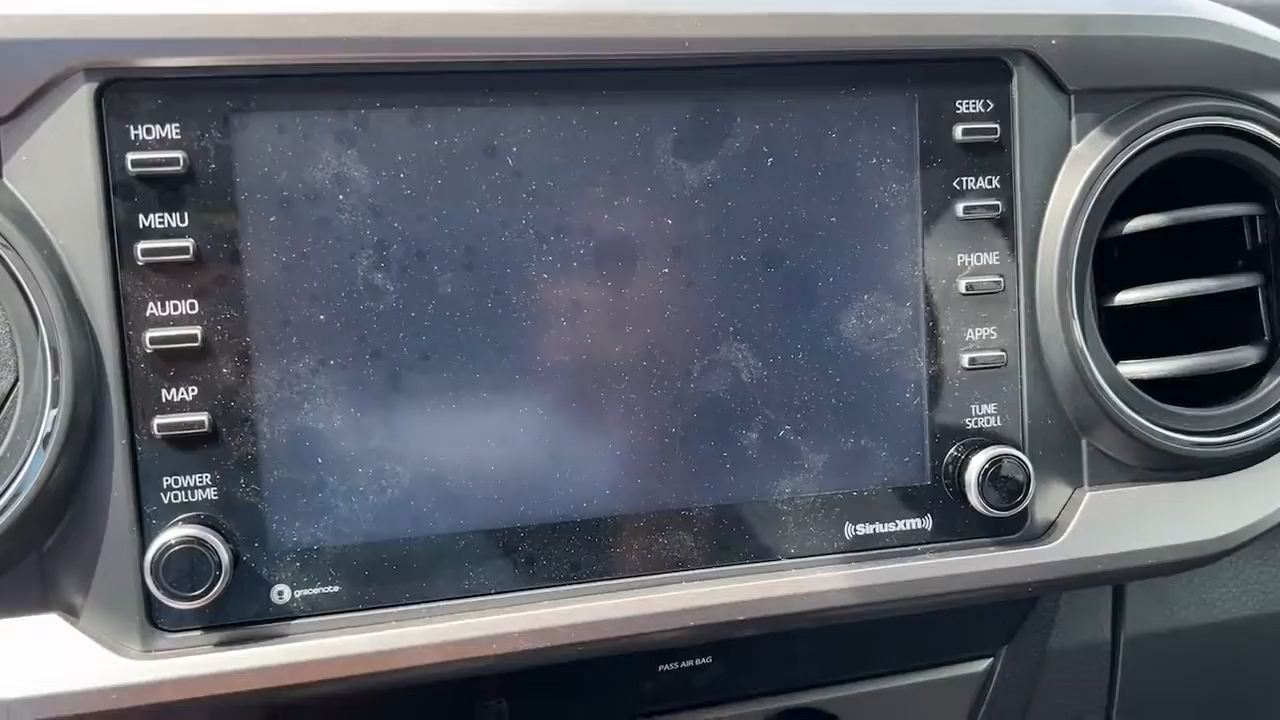 HOME
MENU
AUDIO
MAP
POWER
VOLUME
SEEK>
<TRACK
PHONE
APPS
TUNE
SCROLL
gracenote
((SiriusXM))
PASS AIR BAG